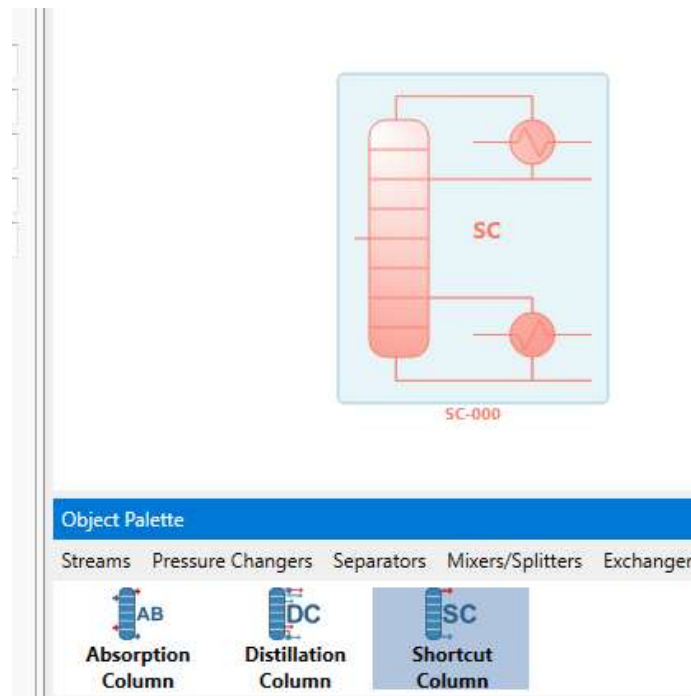 SC
SC-000
Object Palette
Streams Pressure Changers Separators Mixers/Splitters Exchanger
AB DC SC
Absorption Column Distillation Column Shortcut Column